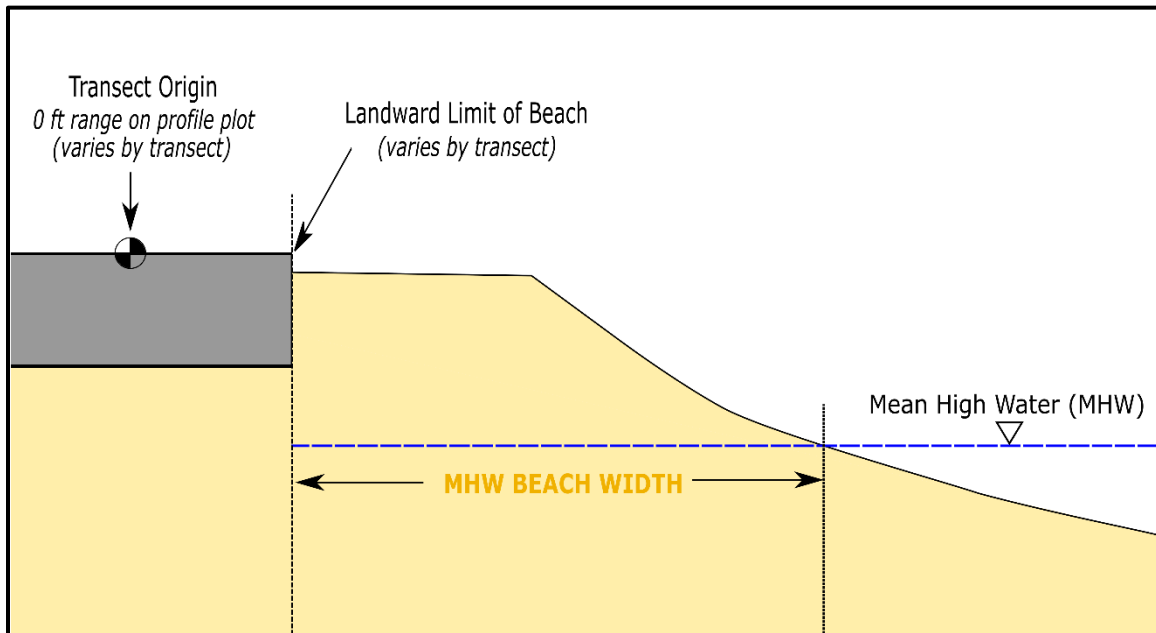 Transect Origin
0 ft range on profile plot
(varies by transect)
Landward Limit of Beach
(varies by transect)
Mean High Water (MHW)
MHW BEACH WIDTH